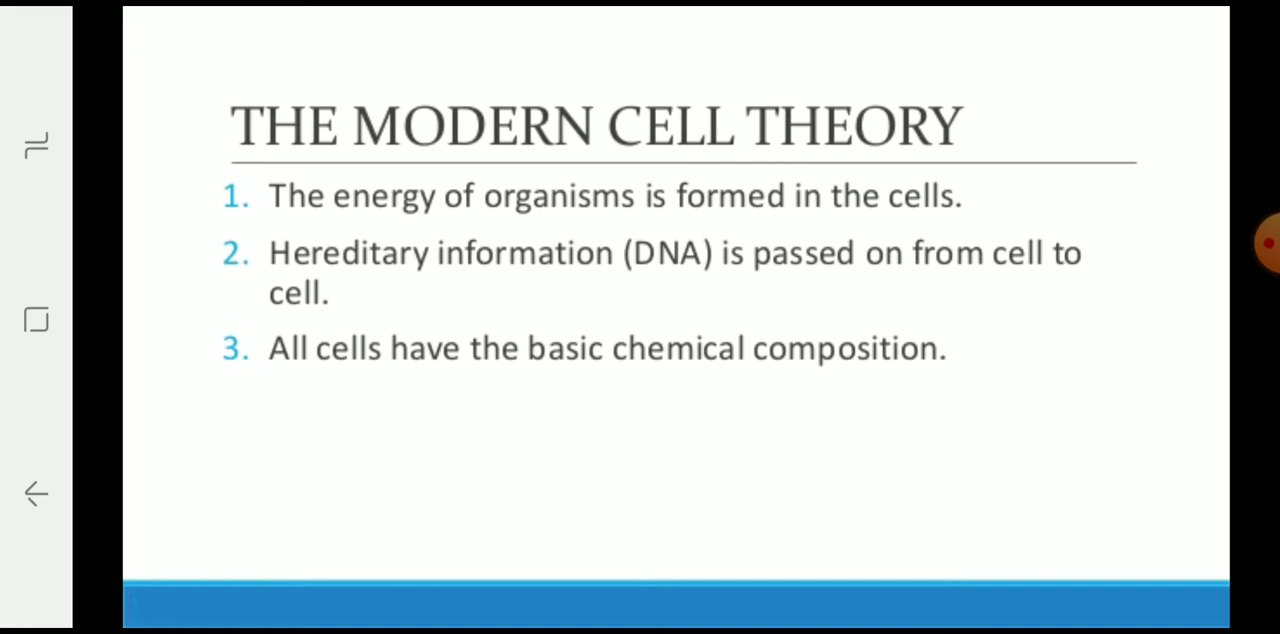 THE MODERN CELL THEORY
1. The energy of organisms is formed in the cells.
2. Hereditary information (DNA) is passed on from cell to
cell.
3. All cells have the basic chemical composition.